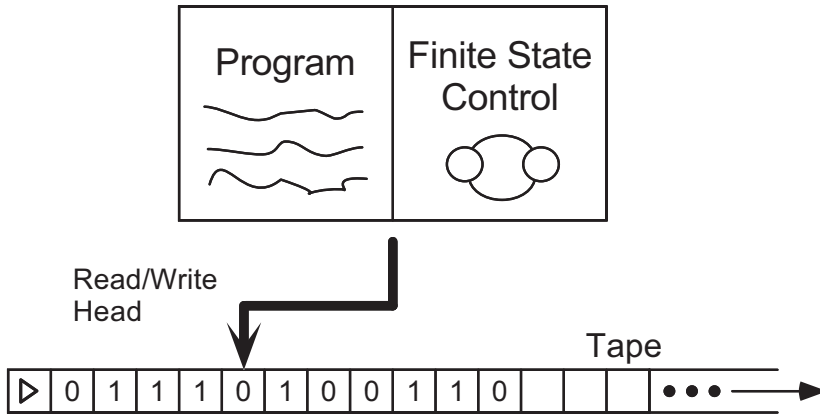 Program
Finite State
Control
Read/Write
Head
Tape
0 1 1 1 0 1 0 0 1 1 0